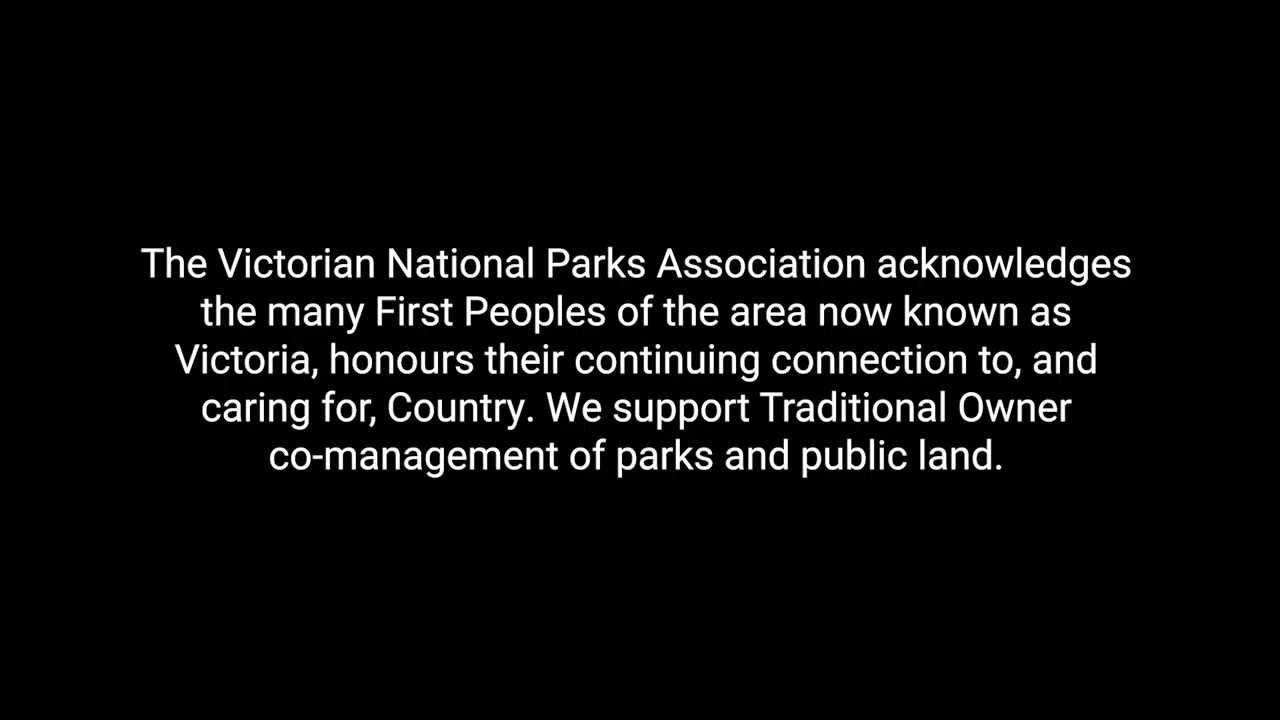 The Victorian National Parks Association acknowledges
the many First Peoples of the area now known as
Victoria, honours their continuing connection to, and
caring for, Country. We support Traditional Owner
co-management of parks and public land.